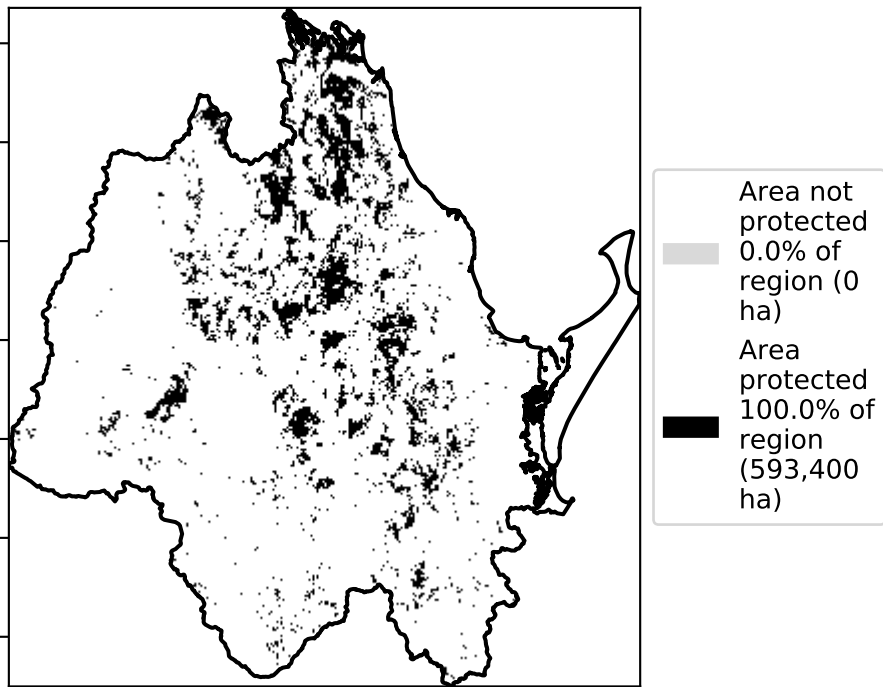 Area not
protected
0.0% of
region (0
ha)
Area
protected
100.0% of
region
(593,400
ha)